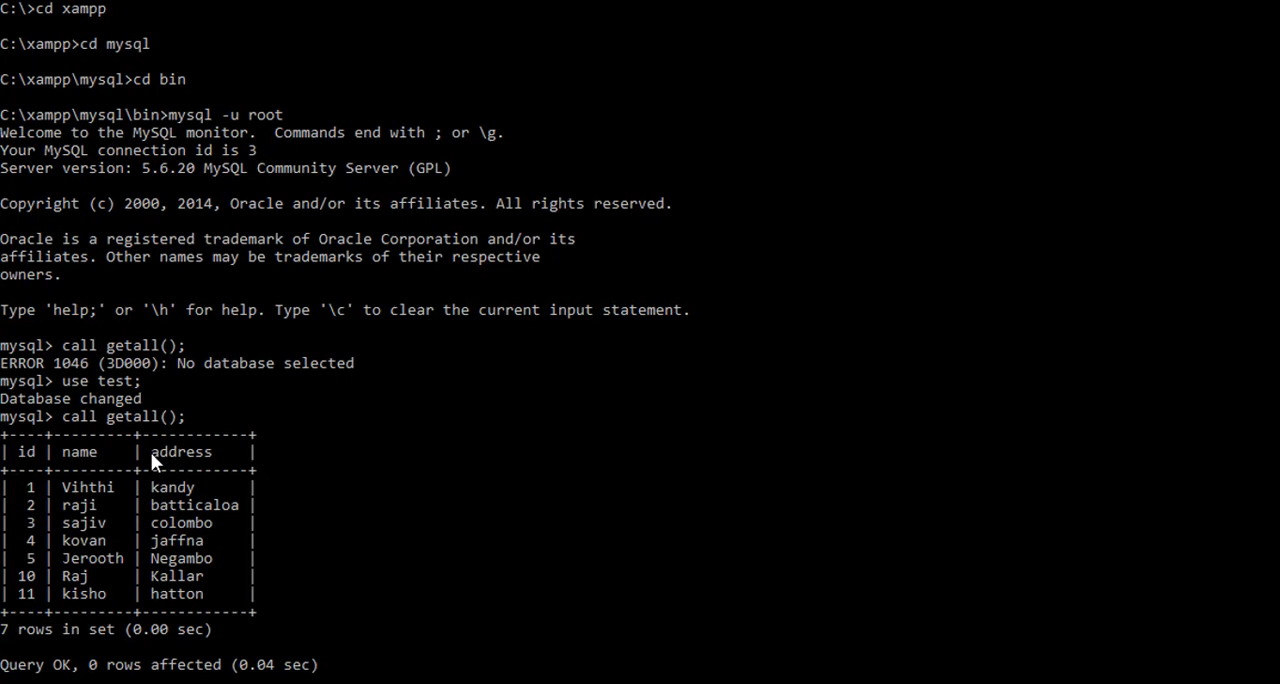 C:\>cd xampp
C:\xampp>cd mysql
C:\xampp\mysql>cd bin
C:\xampp\mysql\bin>mysql -u root
Welcome to the MySQL monitor.  Commands end with ; or \g.
Your MySQL connection id is 3
Server version: 5.6.20 MySQL Community Server (GPL)
Copyright (c) 2000, 2014, Oracle and/or its affiliates. All rights reserved.
Oracle is a registered trademark of Oracle Corporation and/or its
affiliates. Other names may be trademarks of their respective
owners.
Type 'help;' or '\h' for help. Type '\c' to clear the current input statement.
mysql> call getall();
ERROR 1046 (3D000): No database selected
mysql> use test;
Database changed
mysql> call getall();
+----+---------+------------+
| id | name    | address    |
+----+---------+------------+
|  1 | Vihthi  | kandy      |
|  2 | raji    | batticaloa |
|  3 | sajiv   | colombo    |
|  4 | kovan   | jaffna     |
|  5 | Jerooth | Negambo    |
| 10 | Raj     | Kallar     |
| 11 | kisho   | hatton     |
+----+---------+------------+
7 rows in set (0.00 sec)
Query OK, 0 rows affected (0.04 sec)